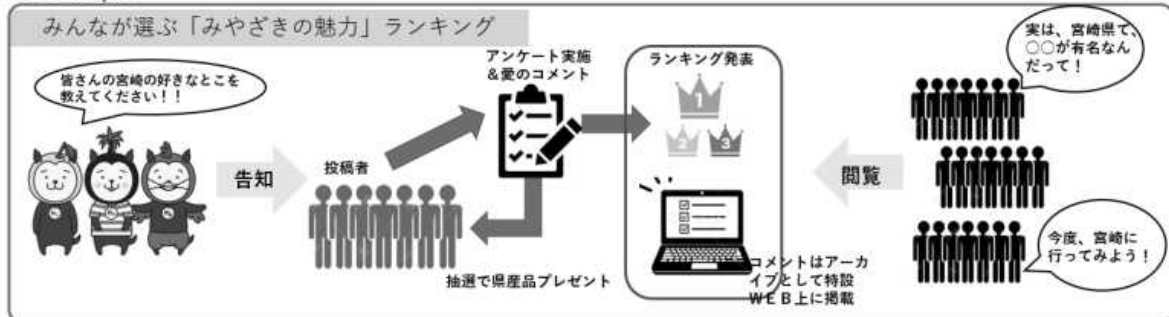 みんなが選ぶ「みやざきの魅力」ランキング
皆さんの宮崎の好きなとこを
教えてください！！
告知
投稿者
アンケート実施
＆愛のコメント
抽選で県産品プレゼント
ランキング発表
1
2
3
コメントはアーカ
イブとして特設
ＷＥＢ上に掲載
閲覧
実は、宮崎県で、
○○が有名なん
だって！
今度、宮崎に
行ってみよう！